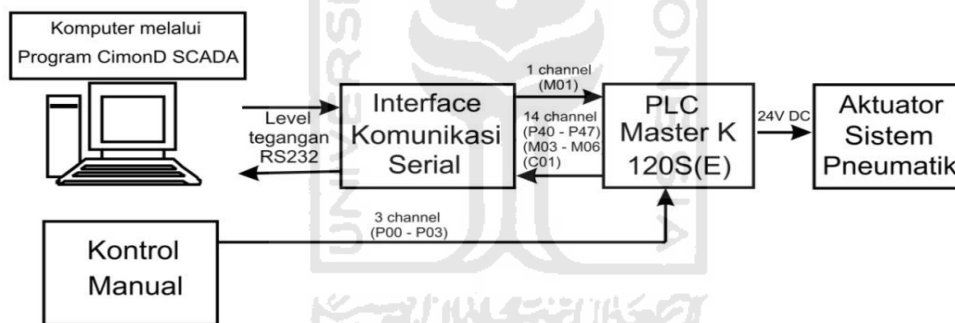 Komputer melalui
Program CimonD SCADA
Level
tegangan
RS232
Interface
Komunikasi
Serial
1 channel
(M01)
14 channel
(P40 - P47)
(M03 - M06
(C01)
PLC
Master K
120S(E)
24V DC
Aktuator
Sistem
Pneumatik
3 channel
(P00 - P03)
Kontrol
Manual